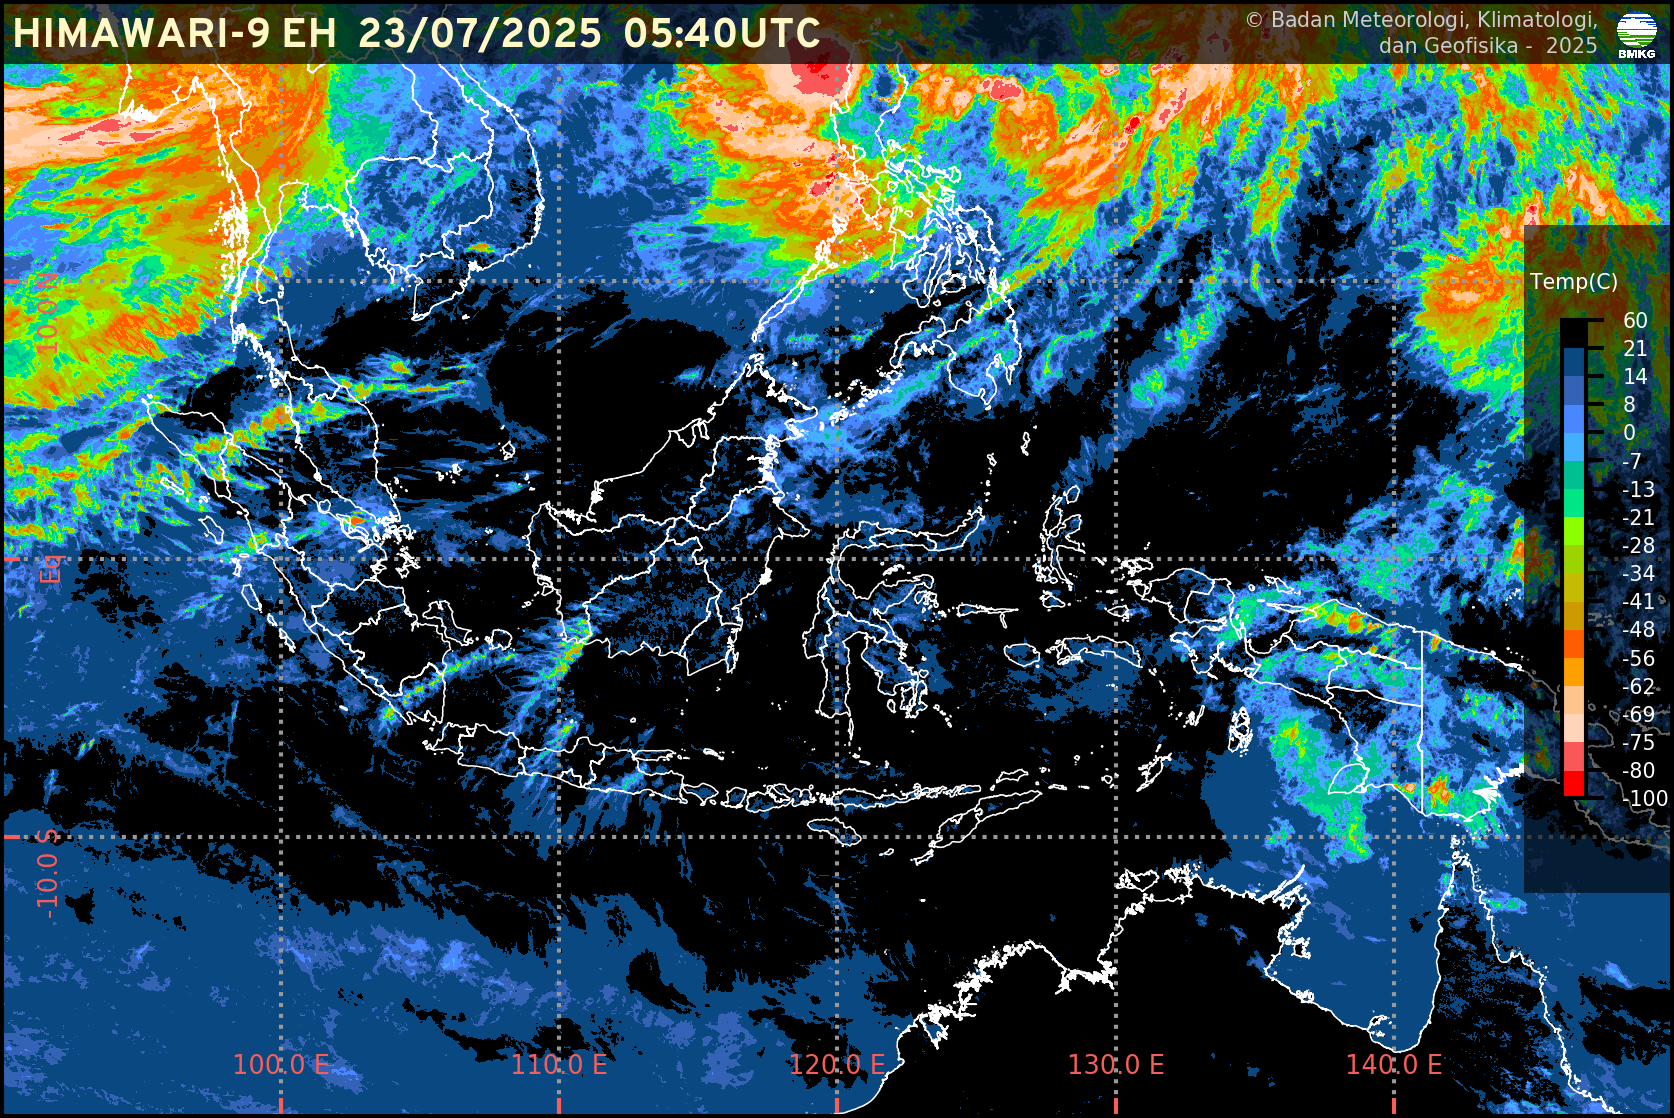 HIMAWARI-9 EH 23/07/2025 05:40UTC
© Badan Meteorologi, Klimatologi,
dan Geofisika - 2025
BMKG
Temp(C)
60
21
14
8
0
-7
-13
-21
-28
-34
-41
-48
-56
-62
-69
-75
-80
-100
10.0 N
Eq
-10.0 S
100.0 E
110.0 E
120.0 E
130.0 E
140.0 E